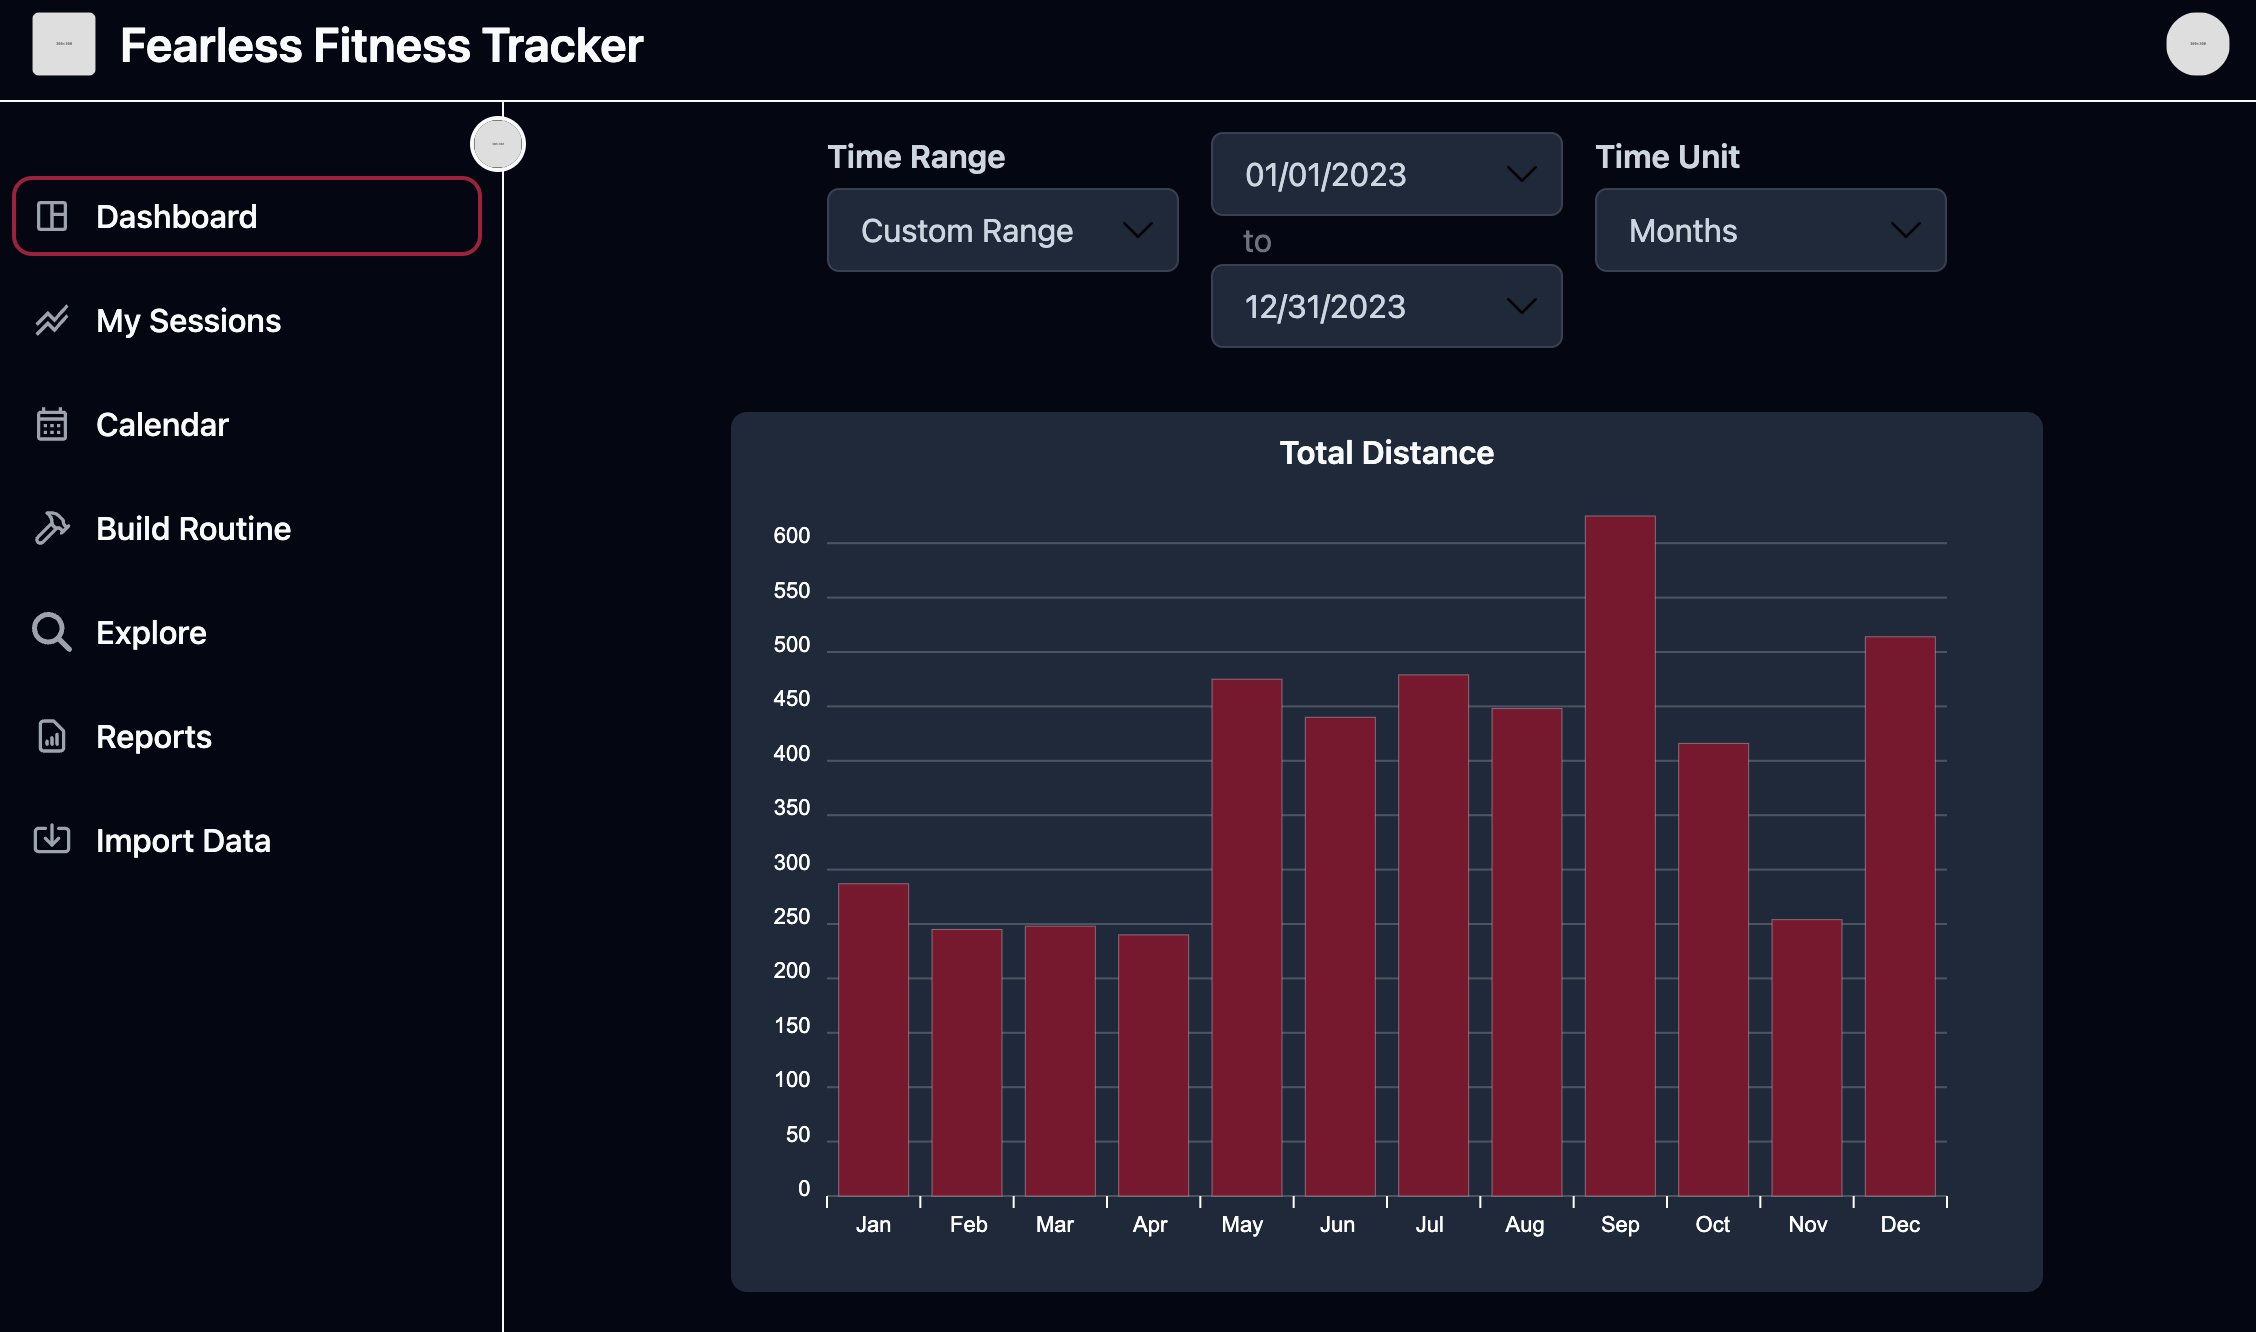 Fearless Fitness Tracker
Dashboard
My Sessions
Calendar
Build Routine
Explore
Reports
Import Data
Time Range
Custom Range
01/01/2023
to
12/31/2023
Time Unit
Months
Total Distance
600
550
500
450
400
350
300
250
200
150
100
50
0
Jan Feb Mar Apr May Jun Jul Aug Sep Oct Nov Dec